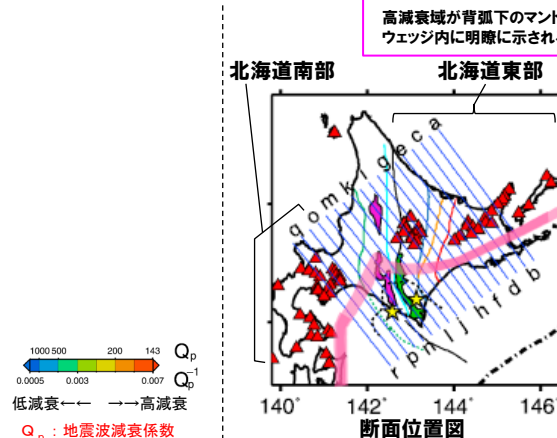 高減衰域が背弧下のマント
ウェッジ内に明瞭に示され
北海道南部
北海道東部
q o m k i g e c a
r p n l j h f d b
140˚ 142˚ 144˚ 146˚
断面位置図
1000 500 200 143 Qp
0.0005 0.003 0.007 Qp-1
低減衰←← →→高減衰
Qp : 地震波減衰係数